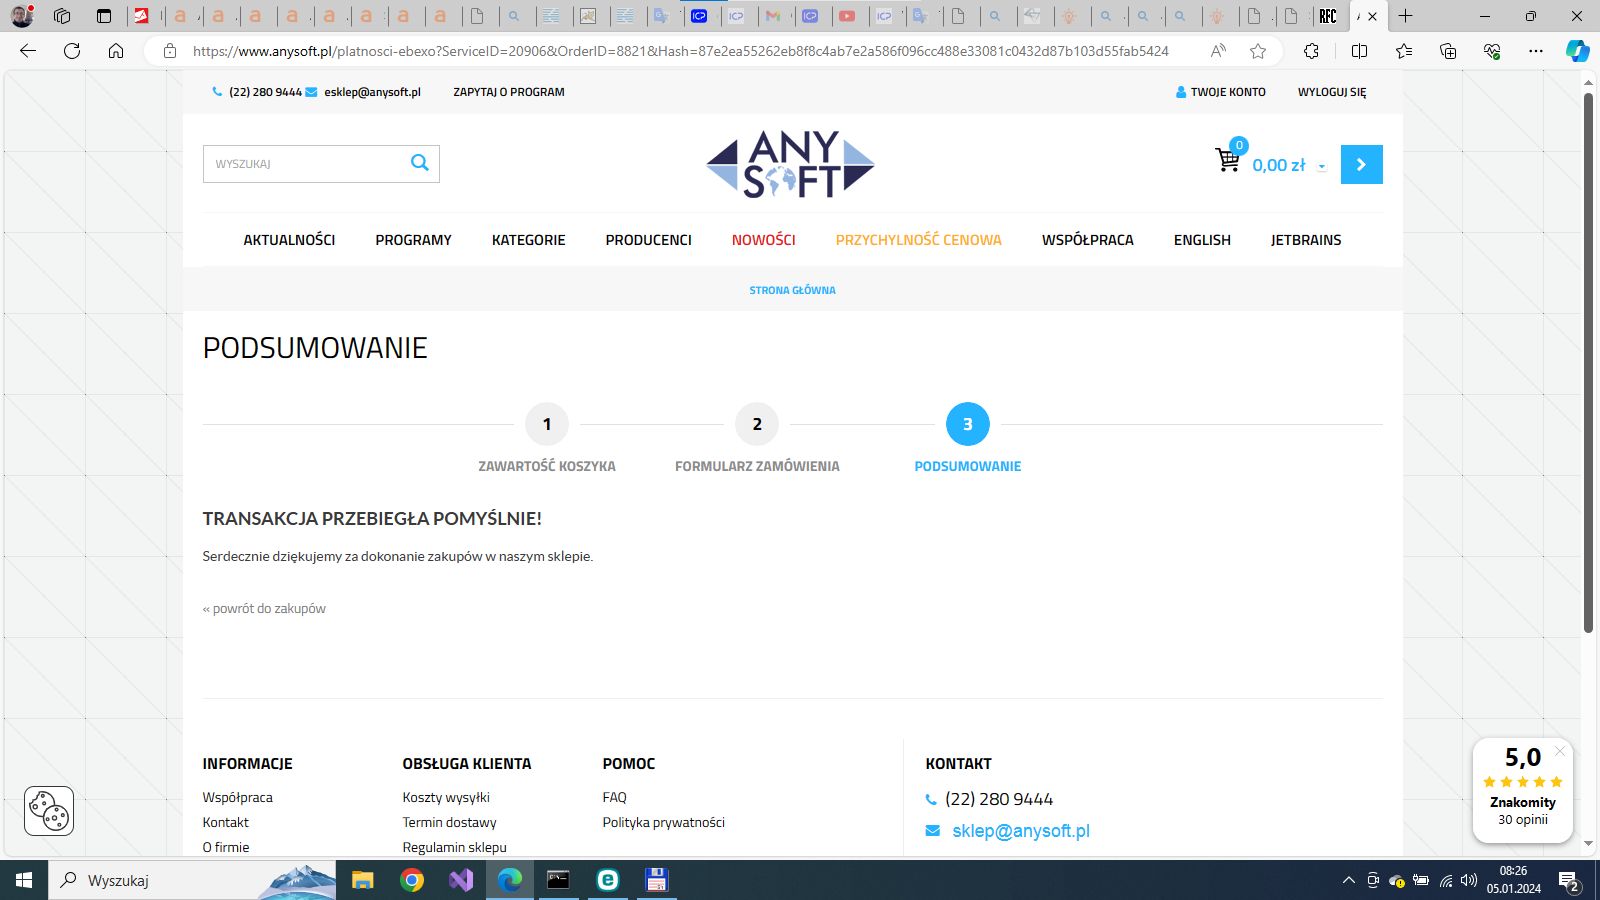 https://www.anysoft.pl/platnosci-ebexo?ServiceID=20906&OrderID=8821&Hash=87e2ea55262eb8f8c4ab7e2a586f096cc488e33081c0432d87b103d55fab5424
(22) 280 9444 esklep@anysoft.pl ZAPYTAJ O PROGRAM TWOJE KONTO WYLOGUJ SIĘ
WYSZUKAJ
ANY SOFT
0
0,00 zł
AKTUALNOŚCI PROGRAMY KATEGORIE PRODUCENCI NOWOŚCI PRZYCHYLNOŚĆ CENOWA WSPÓŁPRACA ENGLISH JETBRAINS
STRONA GŁÓWNA
PODSUMOWANIE
1 2 3
ZAWARTOŚĆ KOSZYKA FORMULARZ ZAMÓWIENIA PODSUMOWANIE
TRANSAKCJA PRZEBIEGŁA POMYŚLNIE!
Serdecznie dziękujemy za dokonanie zakupów w naszym sklepie.
« powrót do zakupów
INFORMACJE OBSŁUGA KLIENTA POMOC KONTAKT
Współpraca Koszty wysyłki FAQ (22) 280 9444
Kontakt Termin dostawy Polityka prywatności sklep@anysoft.pl
O firmie Regulamin sklepu
5,0
Znakomity
30 opinii
Wyszukaj
08:26
05.01.2024
2